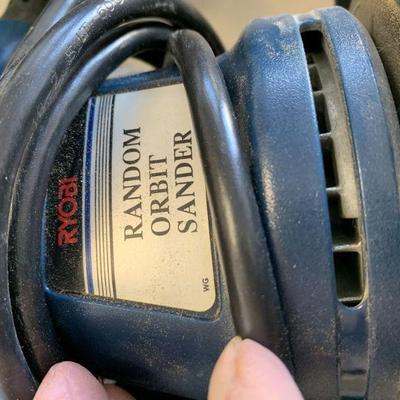 RYOBI
RANDOM
ORBIT
SANDER
WG